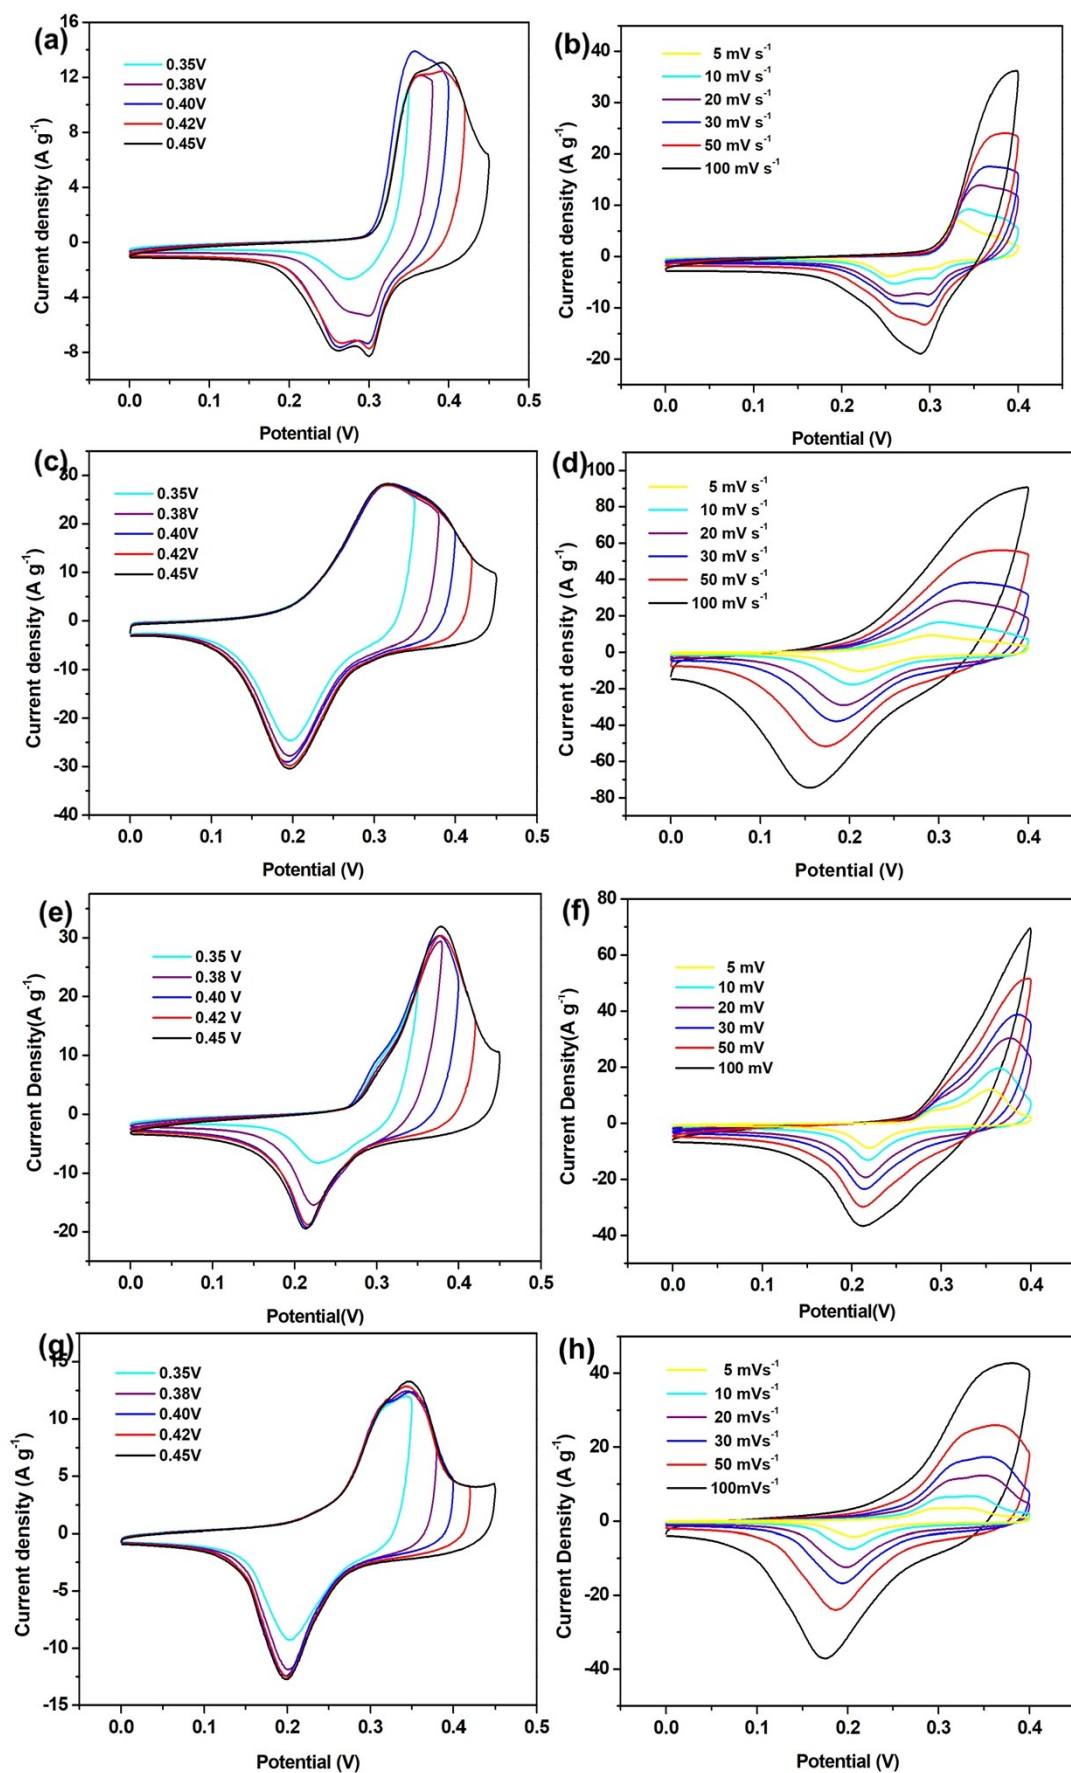 (a)
0.35V
0.38V
0.40V
0.42V
0.45V
16
12
8
4
0
-4
-8
Current density (A g-1)
0.0 0.1 0.2 0.3 0.4 0.5
Potential (V)
(b)
5 mV s-1
10 mV s-1
20 mV s-1
30 mV s-1
50 mV s-1
100 mV s-1
40
30
20
10
0
-10
-20
Current density (A g-1)
0.0 0.1 0.2 0.3 0.4
Potential (V)
(c)
0.35V
0.38V
0.40V
0.42V
0.45V
30
20
10
0
-10
-20
-30
-40
Current density (A g-1)
0.0 0.1 0.2 0.3 0.4 0.5
Potential (V)
(d)
5 mV s-1
10 mV s-1
20 mV s-1
30 mV s-1
50 mV s-1
100 mV s-1
100
80
60
40
20
0
-20
-40
-60
-80
Current density (A g-1)
0.0 0.1 0.2 0.3 0.4
Potential (V)
(e)
0.35 V
0.38 V
0.40 V
0.42 V
0.45 V
30
20
10
0
-10
-20
Current Density(A g-1)
0.0 0.1 0.2 0.3 0.4 0.5
Potential(V)
(f)
5 mV
10 mV
20 mV
30 mV
50 mV
100 mV
80
60
40
20
0
-20
-40
Current Density(A g-1)
0.0 0.1 0.2 0.3 0.4
Potential(V)
(g)
0.35V
0.38V
0.40V
0.42V
0.45V
15
10
5
0
-5
-10
-15
Current density (A g-1)
0.0 0.1 0.2 0.3 0.4 0.5
Potential (V)
(h)
5 mVs-1
10 mVs-1
20 mVs-1
30 mVs-1
50 mVs-1
100mVs-1
40
20
0
-20
-40
Current Density (A g-1)
0.0 0.1 0.2 0.3 0.4
Potential (V)